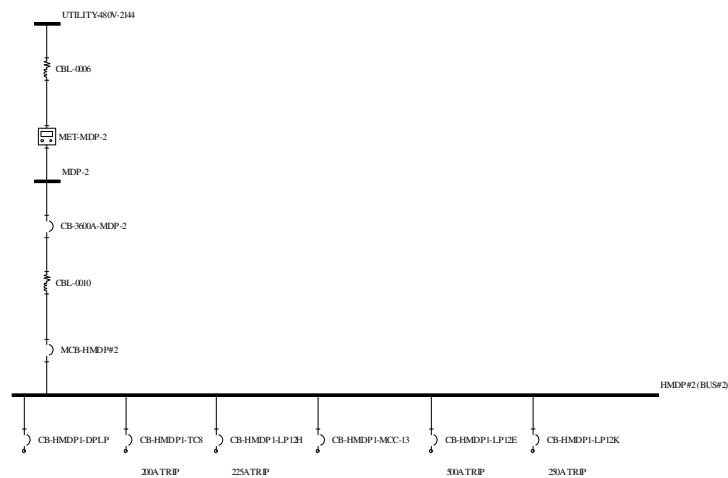 UTILITY-480V-2144
CBL-0006
MET-MDP-2
MDP-2
CB-3600A-MDP-2
CBL-0010
MCB-HMDP#2
HMDP#2 (BUS#2)
CB-HMDP1-DPLP CB-HMDP1-TC8 CB-HMDP1-LP12H CB-HMDP1-MCC-13 CB-HMDP1-LP12E CB-HMDP1-LP12K
200A TRIP 225A TRIP 500A TRIP 250A TRIP